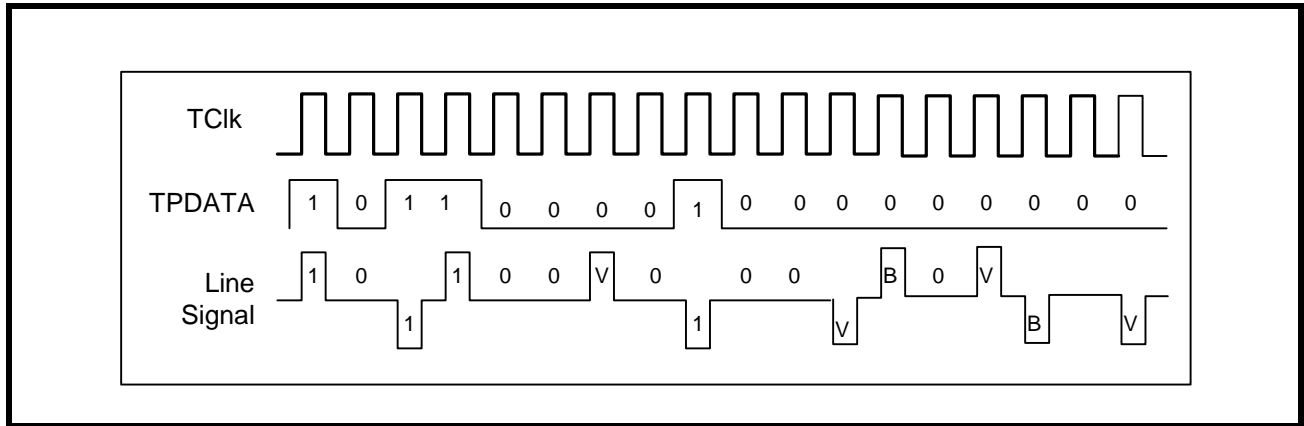 TClk
TPDATA 1 0 1 1 0 0 0 0 1 0 0 0 0 0 0 0 0 0
Line Signal
1 0 1 0 0 V 0 0 0 B 0 V
1 1 V B V